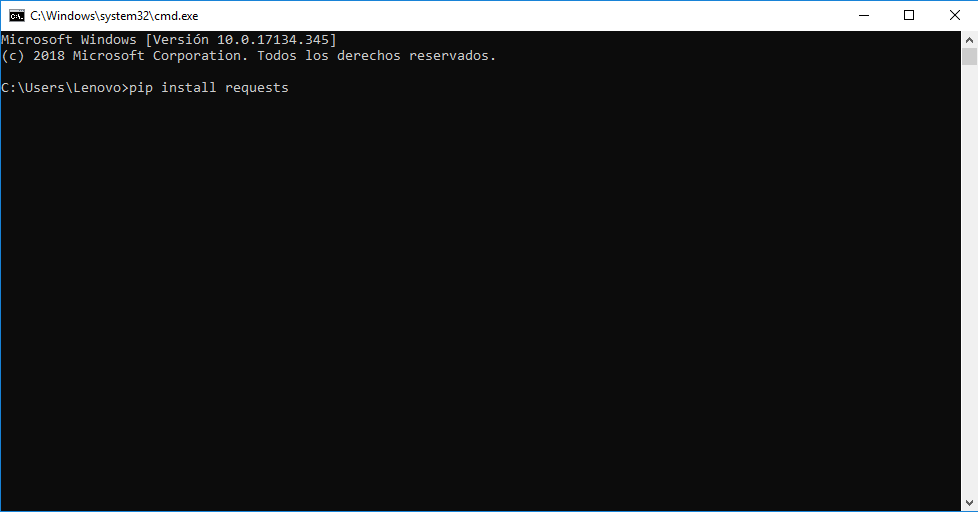 C:\Windows\system32\cmd.exe
Microsoft Windows [Versión 10.0.17134.345]
(c) 2018 Microsoft Corporation. Todos los derechos reservados.
C:\Users\Lenovo>pip install requests